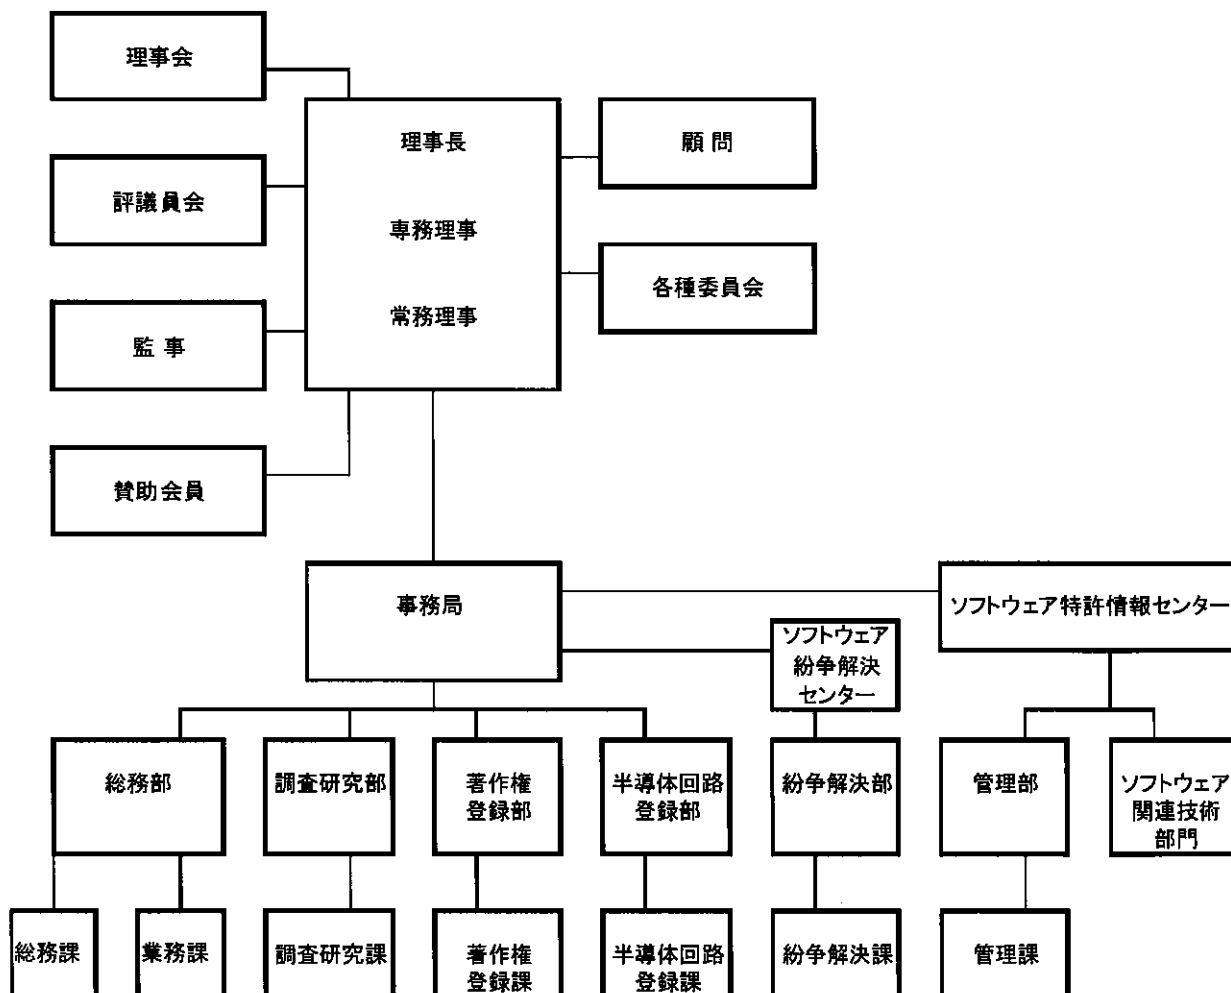 理事会
理事長
顧 問
評議員会
専務理事
各種委員会
常務理事
監 事
賛助会員
事務局
ソフトウェア特許情報センター
ソフトウェア
紛争解決
センター
総務部
調査研究部
著作権
登録部
半導体回路
登録部
紛争解決部
管理部
ソフトウェア
関連技術
部門
総務課
業務課
調査研究課
著作権
登録課
半導体回路
登録課
紛争解決課
管理課